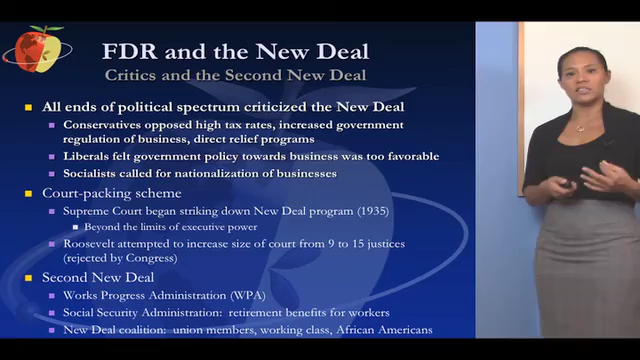 FDR and the New Deal
Critics and the Second New Deal
All ends of political spectrum criticized the New Deal
Conservatives opposed high tax rates, increased government
regulation of business, direct relief programs
Liberals felt government policy towards business was too favorable
Socialists called for nationalization of businesses
Court-packing scheme
Supreme Court began striking down New Deal program (1935)
Beyond the limits of executive power
Roosevelt attempted to increase size of court from 9 to 15 justices
(rejected by Congress)
Second New Deal
Works Progress Administration (WPA)
Social Security Administration: retirement benefits for workers
New Deal coalition: union members, working class, African Americans